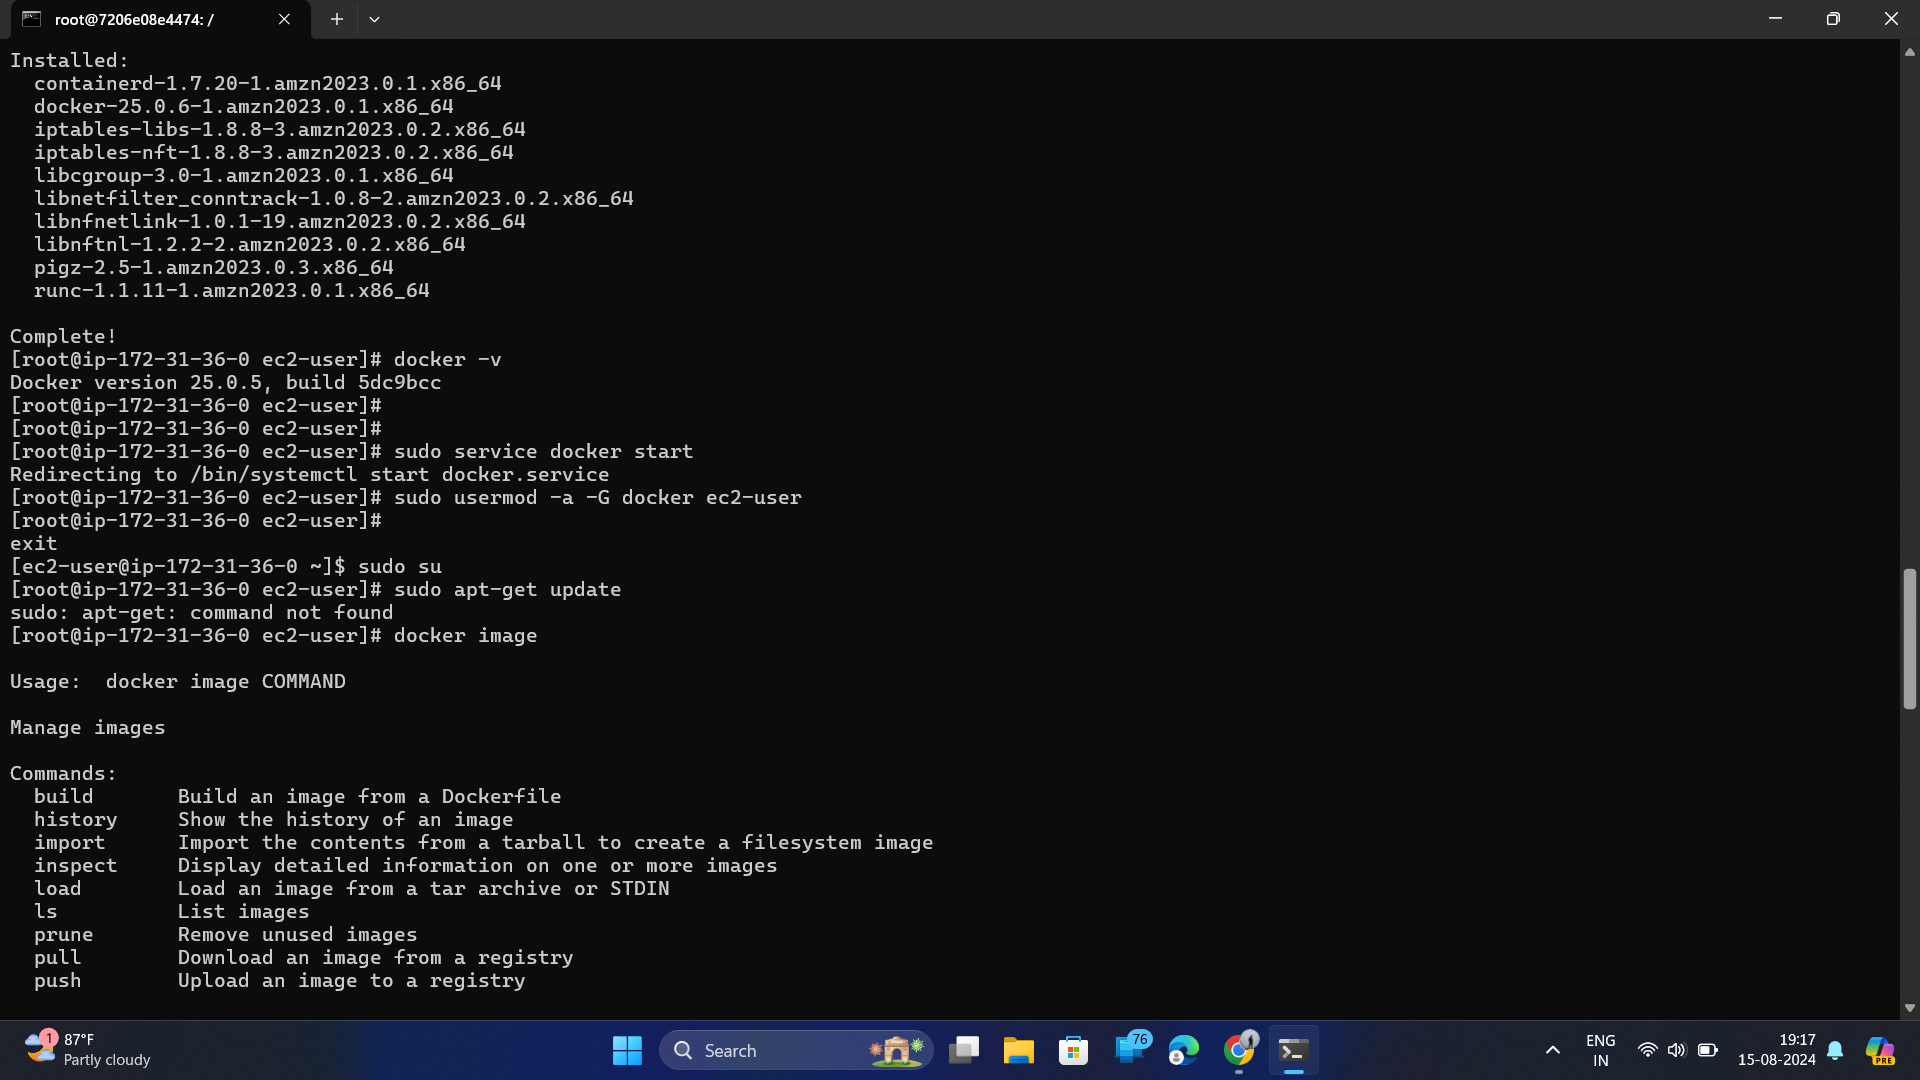 root@7206e08e4474: /
Installed:
containerd-1.7.20-1.amzn2023.0.1.x86_64
docker-25.0.6-1.amzn2023.0.1.x86_64
iptables-libs-1.8.8-3.amzn2023.0.2.x86_64
iptables-nft-1.8.8-3.amzn2023.0.2.x86_64
libcgroup-3.0-1.amzn2023.0.1.x86_64
libnetfilter_conntrack-1.0.8-2.amzn2023.0.2.x86_64
libnfnetlink-1.0.1-19.amzn2023.0.2.x86_64
libnftnl-1.2.2-2.amzn2023.0.2.x86_64
pigz-2.5-1.amzn2023.0.3.x86_64
runc-1.1.11-1.amzn2023.0.1.x86_64
Complete!
[root@ip-172-31-36-0 ec2-user]# docker -v
Docker version 25.0.5, build 5dc9bcc
[root@ip-172-31-36-0 ec2-user]#
[root@ip-172-31-36-0 ec2-user]#
[root@ip-172-31-36-0 ec2-user]# sudo service docker start
Redirecting to /bin/systemctl start docker.service
[root@ip-172-31-36-0 ec2-user]# sudo usermod -a -G docker ec2-user
[root@ip-172-31-36-0 ec2-user]#
exit
[ec2-user@ip-172-31-36-0 ~]$ sudo su
[root@ip-172-31-36-0 ec2-user]# sudo apt-get update
sudo: apt-get: command not found
[root@ip-172-31-36-0 ec2-user]# docker image
Usage:  docker image COMMAND
Manage images
Commands:
build       Build an image from a Dockerfile
history     Show the history of an image
import      Import the contents from a tarball to create a filesystem image
inspect     Display detailed information on one or more images
load        Load an image from a tar archive or STDIN
ls          List images
prune       Remove unused images
pull        Download an image from a registry
push        Upload an image to a registry
1
87°F
Partly cloudy
Search
76
ENG
IN
19:17
15-08-2024
PRE